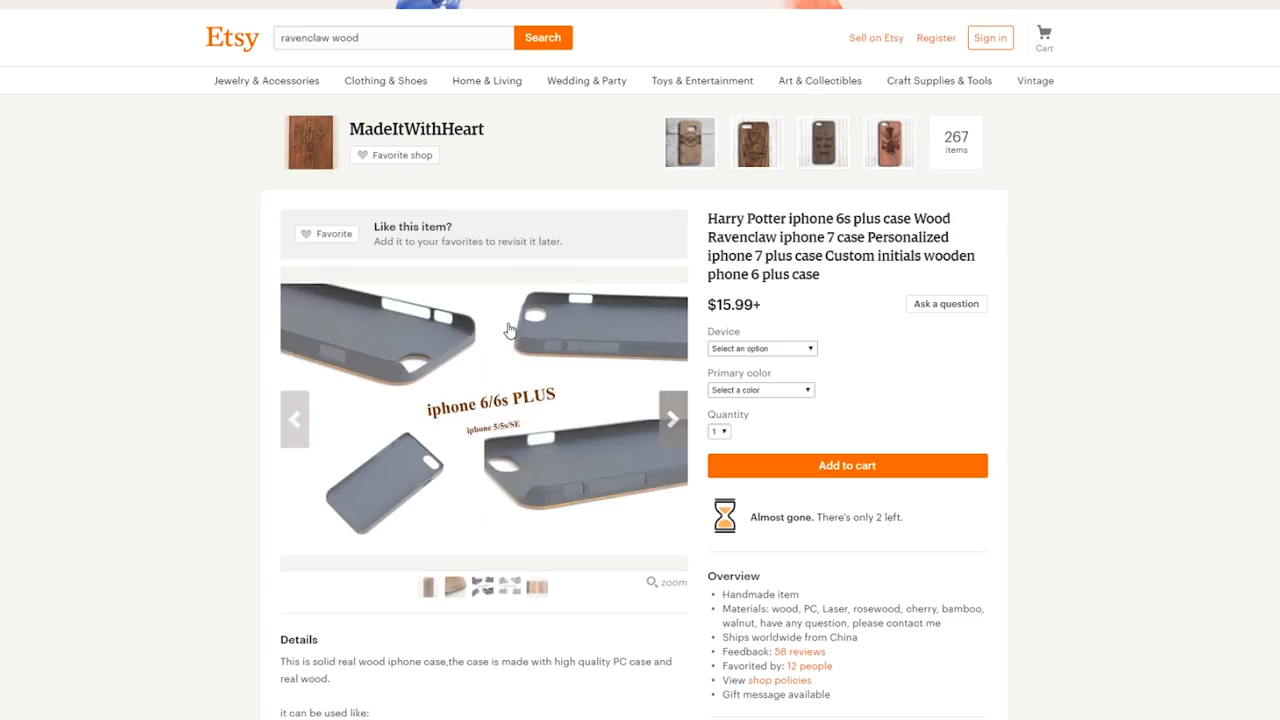 Etsy
ravenclaw wood
Search
Sell on Etsy
Register
Sign in
Cart
Jewelry & Accessories
Clothing & Shoes
Home & Living
Wedding & Party
Toys & Entertainment
Art & Collectibles
Craft Supplies & Tools
Vintage
MadeItWithHeart
Favorite shop
267
Items
Favorite
Like this item?
Add it to your favorites to revisit it later.
iphone 6/6s PLUS
iphone 5/5s/SE
zoom
Details
This is solid real wood iphone case,the case is made with high quality PC case and
real wood.
it can be used like:
Harry Potter iphone 6s plus case Wood
Ravenclaw iphone 7 case Personalized
iphone 7 plus case Custom initials wooden
phone 6 plus case
$15.99+
Ask a question
Device
Select an option
Primary color
Select a color
Quantity
1
Add to cart
Almost gone. There's only 2 left.
Overview
Handmade item
Materials: wood, PC, Laser, rosewood, cherry, bamboo,
walnut, have any question, please contact me
Ships worldwide from China
Feedback: 58 reviews
Favorited by: 12 people
View shop policies
Gift message available